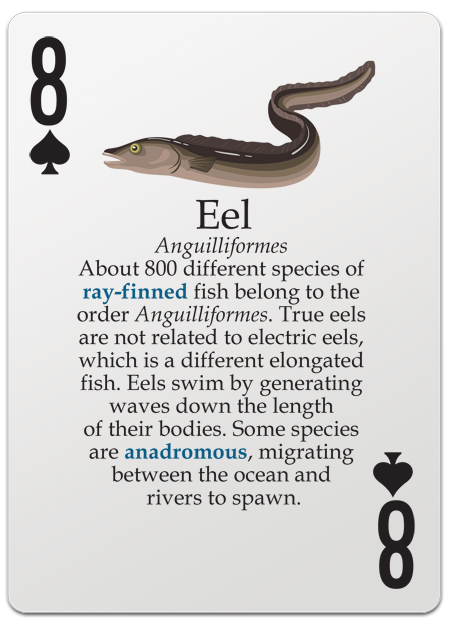 8
Eel
Anguilliformes
About 800 different species of
ray-finned fish belong to the
order Anguilliformes. True eels
are not related to electric eels,
which is a different elongated
fish. Eels swim by generating
waves down the length
of their bodies. Some species
are anadromous, migrating
between the ocean and
rivers to spawn.
8